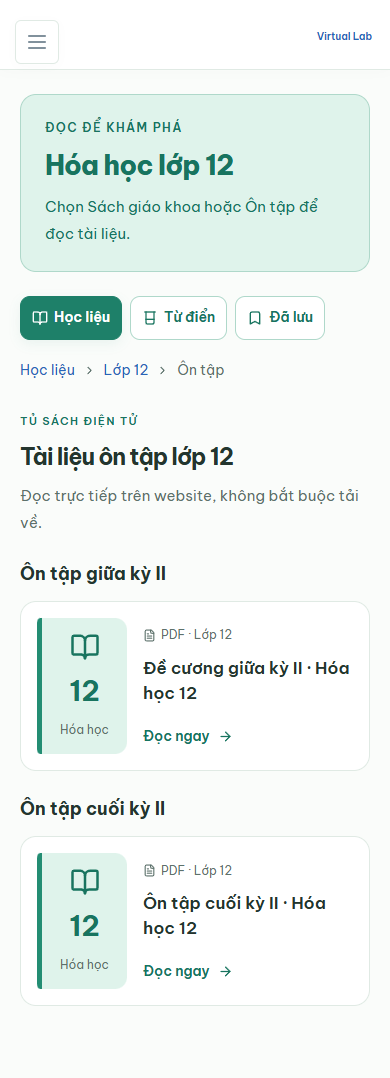 Virtual Lab
ĐỌC ĐỂ KHÁM PHÁ
Hóa học lớp 12
Chọn Sách giáo khoa hoặc Ôn tập để
đọc tài liệu.
Học liệu
Từ điển
Đã lưu
Học liệu > Lớp 12 > Ôn tập
TỦ SÁCH ĐIỆN TỬ
Tài liệu ôn tập lớp 12
Đọc trực tiếp trên website, không bắt buộc tải
về.
Ôn tập giữa kỳ II
12
Hóa học
PDF · Lớp 12
Đề cương giữa kỳ II · Hóa
học 12
Đọc ngay →
Ôn tập cuối kỳ II
12
Hóa học
PDF · Lớp 12
Ôn tập cuối kỳ II · Hóa
học 12
Đọc ngay →